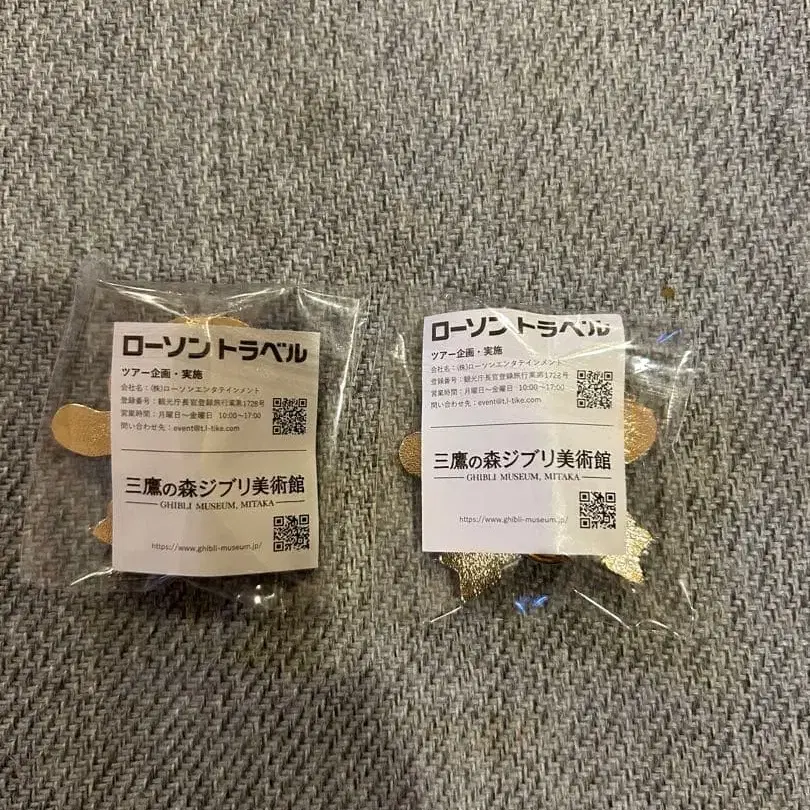 ローソントラベル
ツアー企画・実施
会社名：(株)ローソンエンタテインメント
登録番号：観光庁長官登録旅行業第1728号
営業時間：月曜日〜金曜日 10:00〜17:00
問い合わせ先：event@t.l-tike.com
三鷹の森ジブリ美術館
GHIBLI MUSEUM, MITAKA
https://www.ghibli-museum.jp/
ローソントラベル
ツアー企画・実施
会社名：(株)ローソンエンタテインメント
登録番号：観光庁長官登録旅行業第1728号
営業時間：月曜日〜金曜日 10:00〜17:00
問い合わせ先：event@t.l-tike.com
三鷹の森ジブリ美術館
GHIBLI MUSEUM, MITAKA
https://www.ghibli-museum.jp/